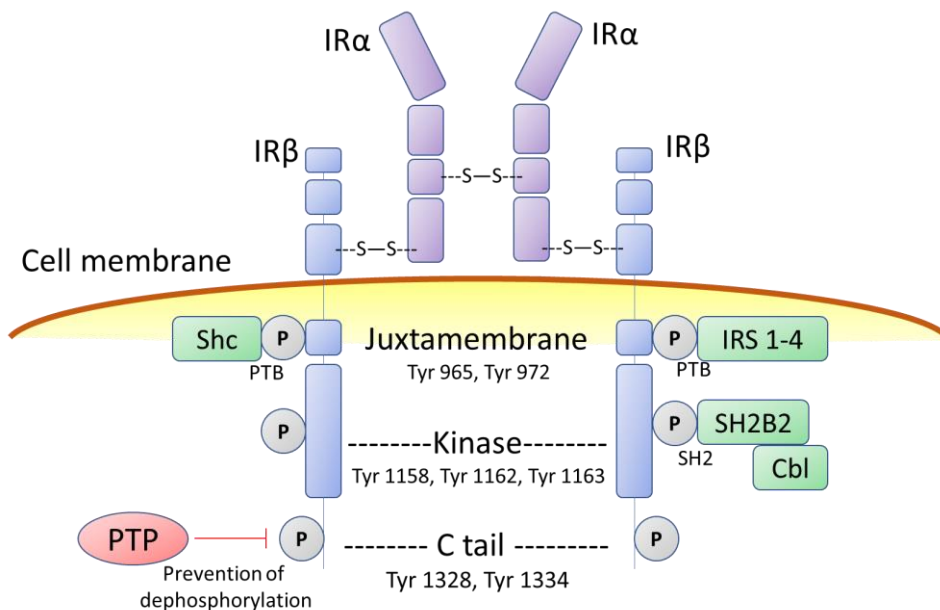 IRα
IRα
IRβ
IRβ
---S—S---
---S—S---
---S—S---
Cell membrane
Shc
P
PTB
Juxtamembrane
Tyr 965, Tyr 972
P
PTB
IRS 1-4
P
--------Kinase--------
Tyr 1158, Tyr 1162, Tyr 1163
P
SH2
SH2B2
Cbl
PTP
Prevention of
dephosphorylation
P
-------- C tail --------
Tyr 1328, Tyr 1334
P